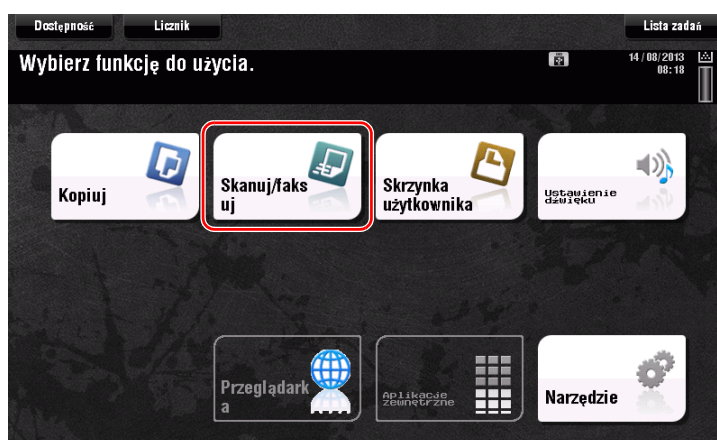 Dostępność Licznik Lista zadań
Wybierz funkcję do użycia.
14/08/2013
08:18
Kopiuj
Skanuj/faks
uj
Skrzynka
użytkownika
Ustawienie
dźwięku
Przeglądark
a
Aplikacje
zewnętrzne
Narzędzie